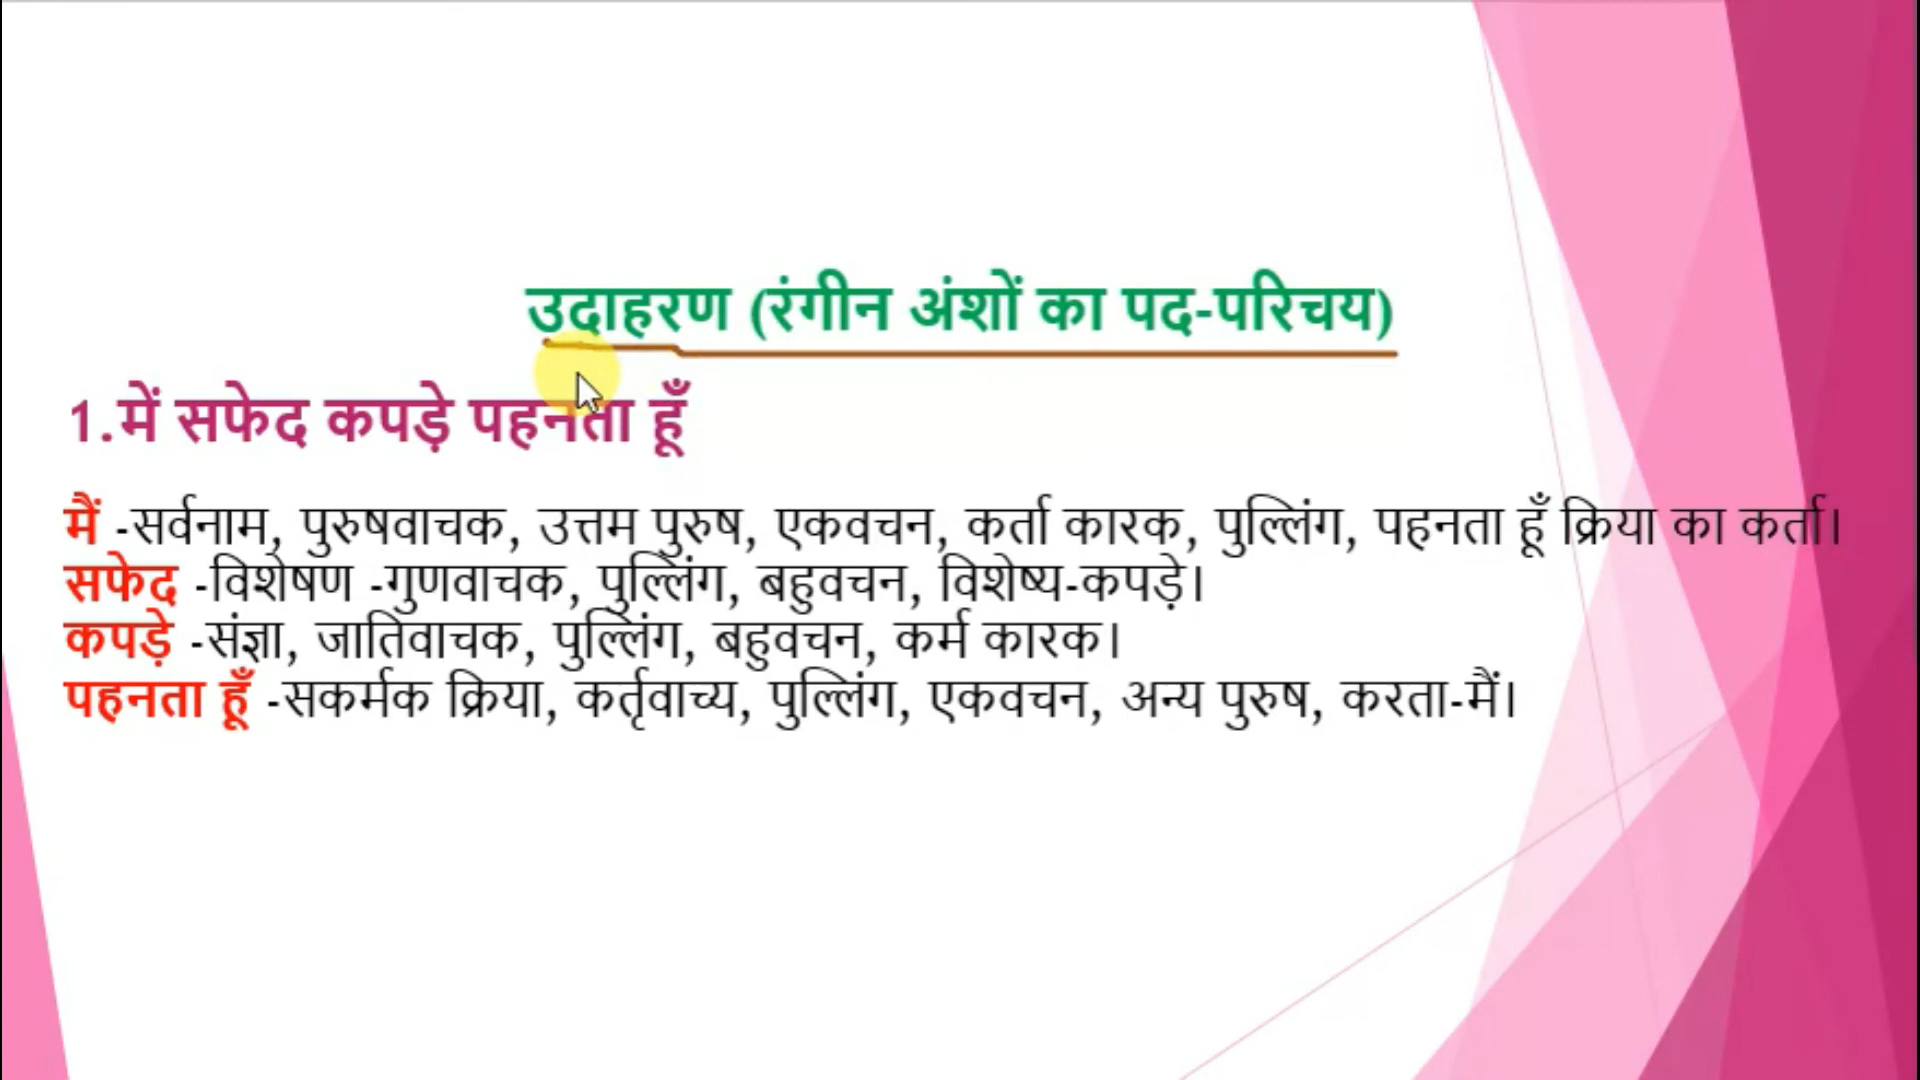 उदाहरण (रंगीन अंशों का पद-परिचय)
1.में सफेद कपड़े पहनता हूँ
मैं -सर्वनाम, पुरुषवाचक, उत्तम पुरुष, एकवचन, कर्ता कारक, पुल्लिंग, पहनता हूँ क्रिया का कर्ता।
सफेद -विशेषण -गुणवाचक, पुल्लिंग, बहुवचन, विशेष्य-कपड़े।
कपड़े -संज्ञा, जातिवाचक, पुल्लिंग, बहुवचन, कर्म कारक।
पहनता हूँ -सकर्मक क्रिया, कर्तृवाच्य, पुल्लिंग, एकवचन, अन्य पुरुष, करता-मैं।